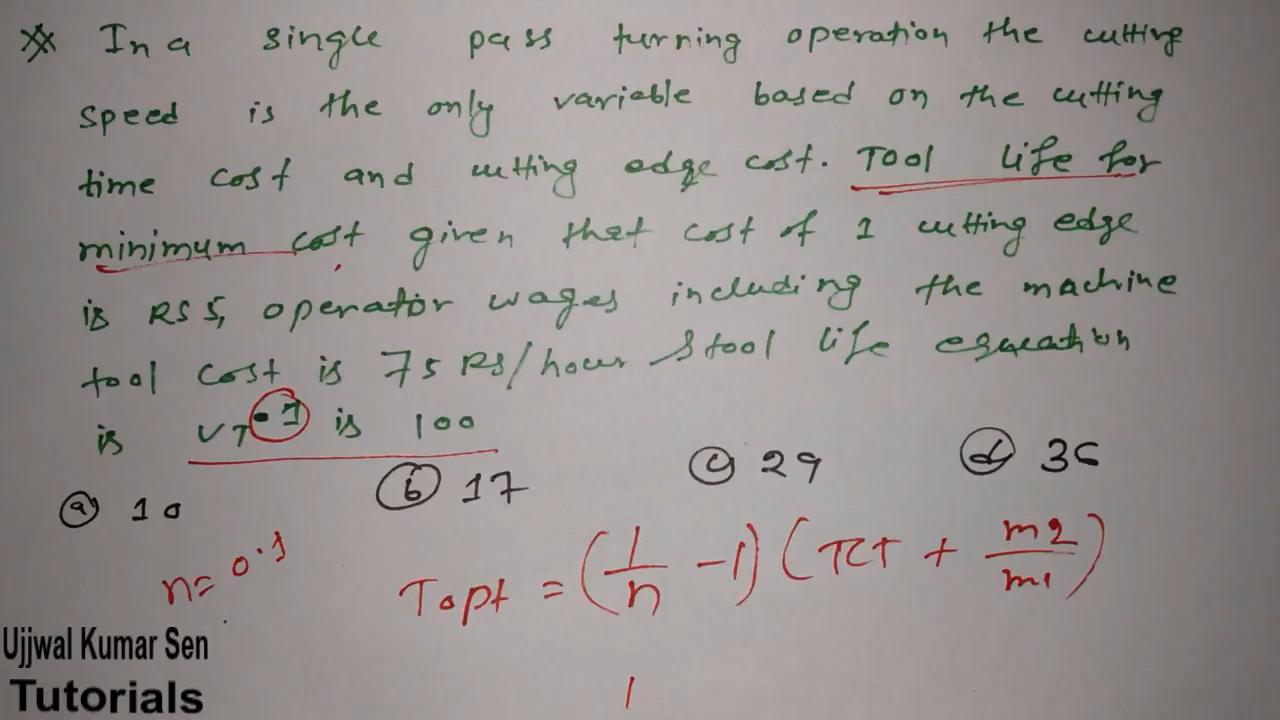 In a single pass turning operation the cutting
speed is the only variable based on the cutting
time cost and cutting edge cost. Tool life for
minimum cost given that cost of 1 cutting edge
is RS 5, operator wages including the machine
tool cost is 75 RS/hour & tool life equation
is VT^.1 is 100
(a) 10 (b) 17 (c) 29 (d) 36
n = 0.1
Topt = (1/n - 1) (TCT + m2/m1)
Ujjwal Kumar Sen
Tutorials